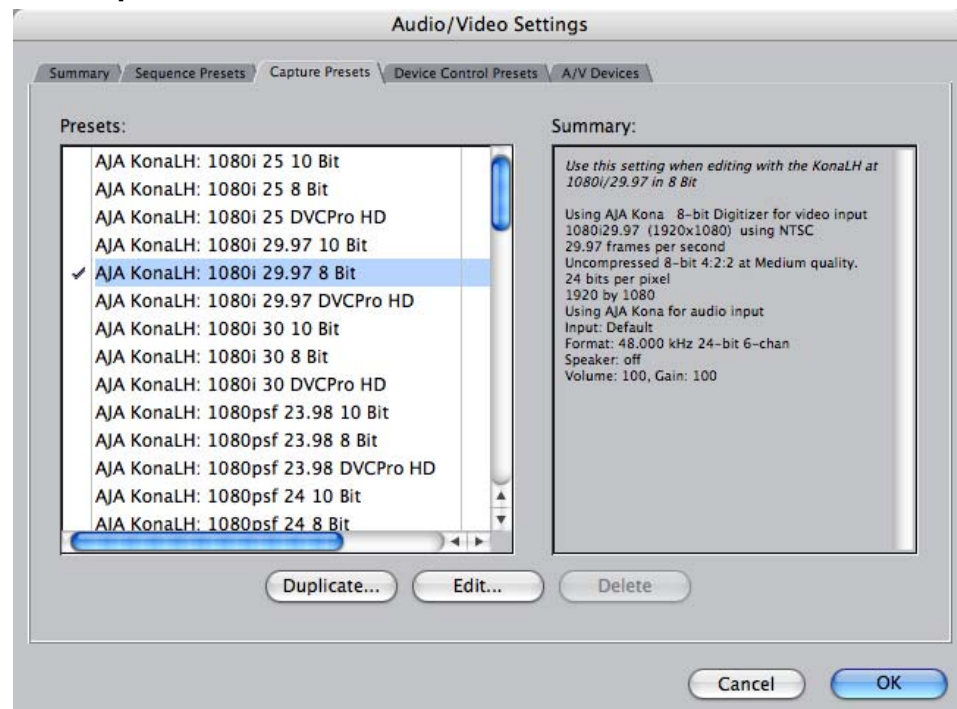 Audio/Video Settings
Summary
Sequence Presets
Capture Presets
Device Control Presets
A/V Devices
Presets:
AJA KonaLH: 1080i 25 10 Bit
AJA KonaLH: 1080i 25 8 Bit
AJA KonaLH: 1080i 25 DVCPro HD
AJA KonaLH: 1080i 29.97 10 Bit
AJA KonaLH: 1080i 29.97 8 Bit
AJA KonaLH: 1080i 29.97 DVCPro HD
AJA KonaLH: 1080i 30 10 Bit
AJA KonaLH: 1080i 30 8 Bit
AJA KonaLH: 1080i 30 DVCPro HD
AJA KonaLH: 1080psf 23.98 10 Bit
AJA KonaLH: 1080psf 23.98 8 Bit
AJA KonaLH: 1080psf 23.98 DVCPro HD
AJA KonaLH: 1080psf 24 10 Bit
AJA KonaLH: 1080psf 24 8 Bit
Summary:
Use this setting when editing with the KonaLH at
1080i/29.97 in 8 Bit
Using AJA Kona 8-bit Digitizer for video input
1080i29.97 (1920x1080) using NTSC
29.97 frames per second
Uncompressed 8-bit 4:2:2 at Medium quality.
24 bits per pixel
1920 by 1080
Using AJA Kona for audio input
Input: Default
Format: 48.000 kHz 24-bit 6-chan
Speaker: off
Volume: 100, Gain: 100
Duplicate...
Edit...
Delete
Cancel
OK